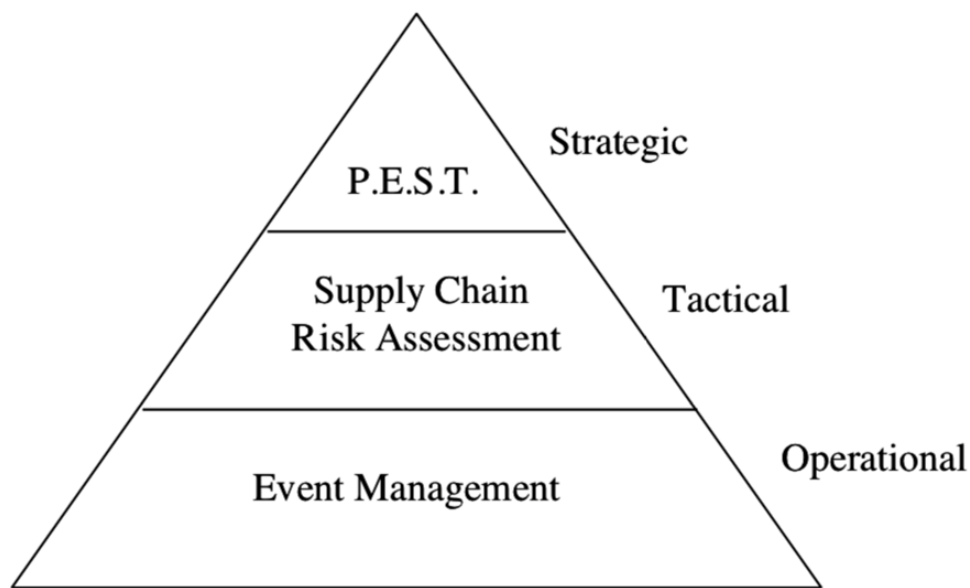 Strategic
P.E.S.T.
Supply Chain
Risk Assessment
Tactical
Operational
Event Management